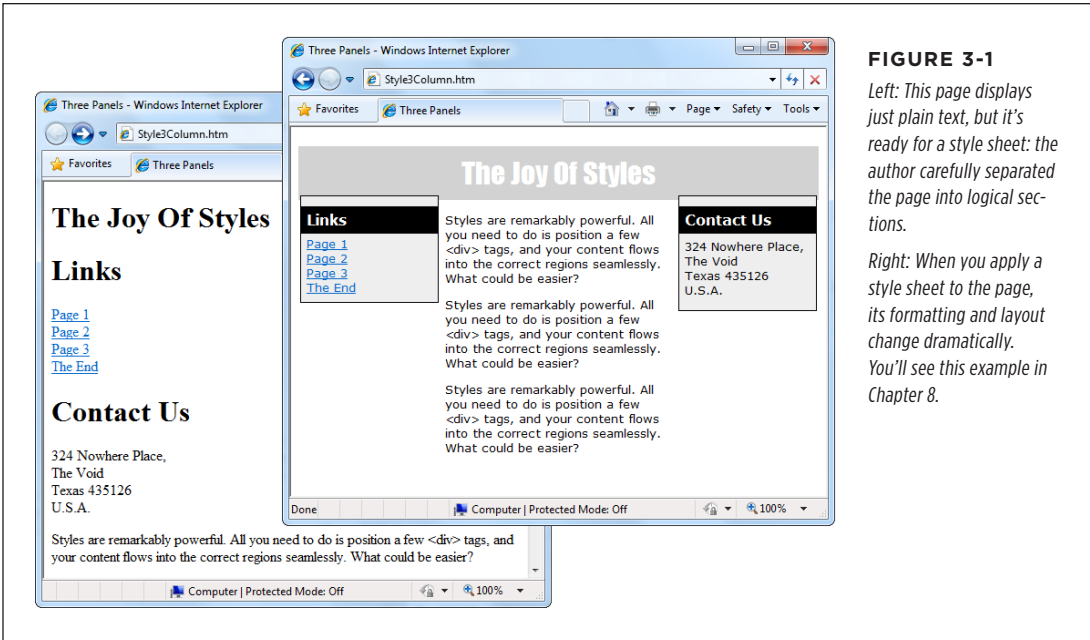 Three Panels - Windows Internet Explorer
Style3Column.htm
Favorites
Three Panels
The Joy Of Styles
Links
Page 1
Page 2
Page 3
The End
Contact Us
324 Nowhere Place,
The Void
Texas 435126
U.S.A.
Styles are remarkably powerful. All you need to do is position a few <div> tags, and
your content flows into the correct regions seamlessly. What could be easier?
Computer | Protected Mode: Off
100%
Three Panels - Windows Internet Explorer
Style3Column.htm
Favorites
Three Panels
Page
Safety
Tools
The Joy Of Styles
Links
Page 1
Page 2
Page 3
The End
Styles are remarkably powerful. All
you need to do is position a few
<div> tags, and your content flows
into the correct regions seamlessly.
What could be easier?
Styles are remarkably powerful. All
you need to do is position a few
<div> tags, and your content flows
into the correct regions seamlessly.
What could be easier?
Styles are remarkably powerful. All
you need to do is position a few
<div> tags, and your content flows
into the correct regions seamlessly.
What could be easier?
Contact Us
324 Nowhere Place,
The Void
Texas 435126
U.S.A.
Done
Computer | Protected Mode: Off
100%
FIGURE 3-1
Left: This page displays
just plain text, but it's
ready for a style sheet: the
author carefully separated
the page into logical sec-
tions.
Right: When you apply a
style sheet to the page,
its formatting and layout
change dramatically.
You'll see this example in
Chapter 8.